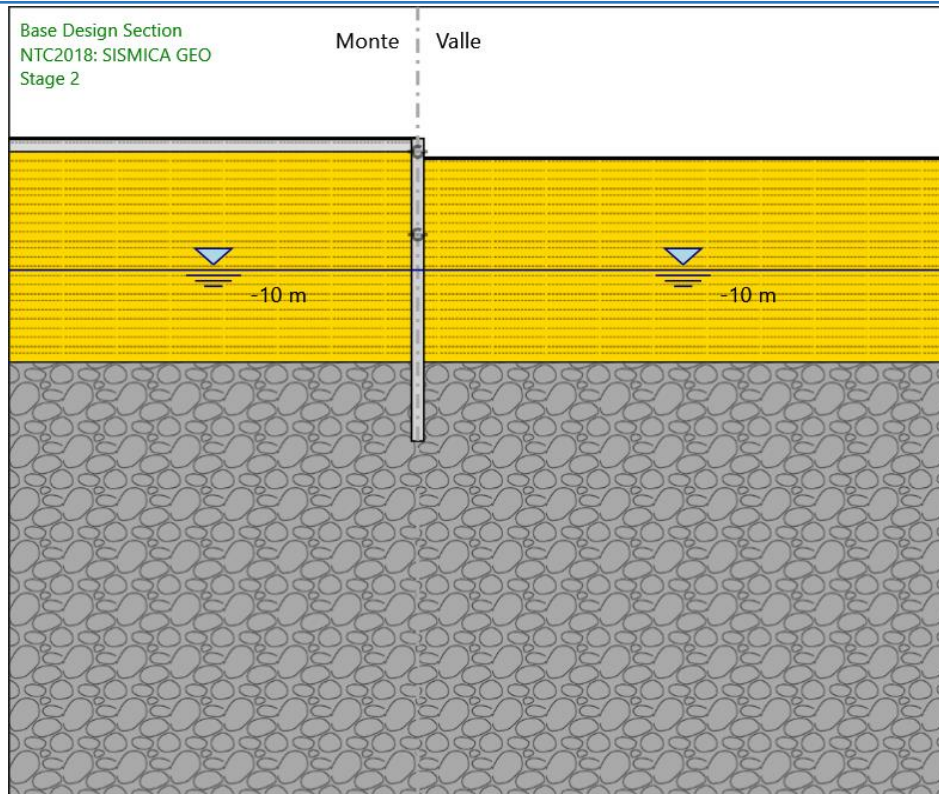 Base Design Section
NTC2018: SISMICA GEO
Stage 2
Monte Valle
-10 m -10 m